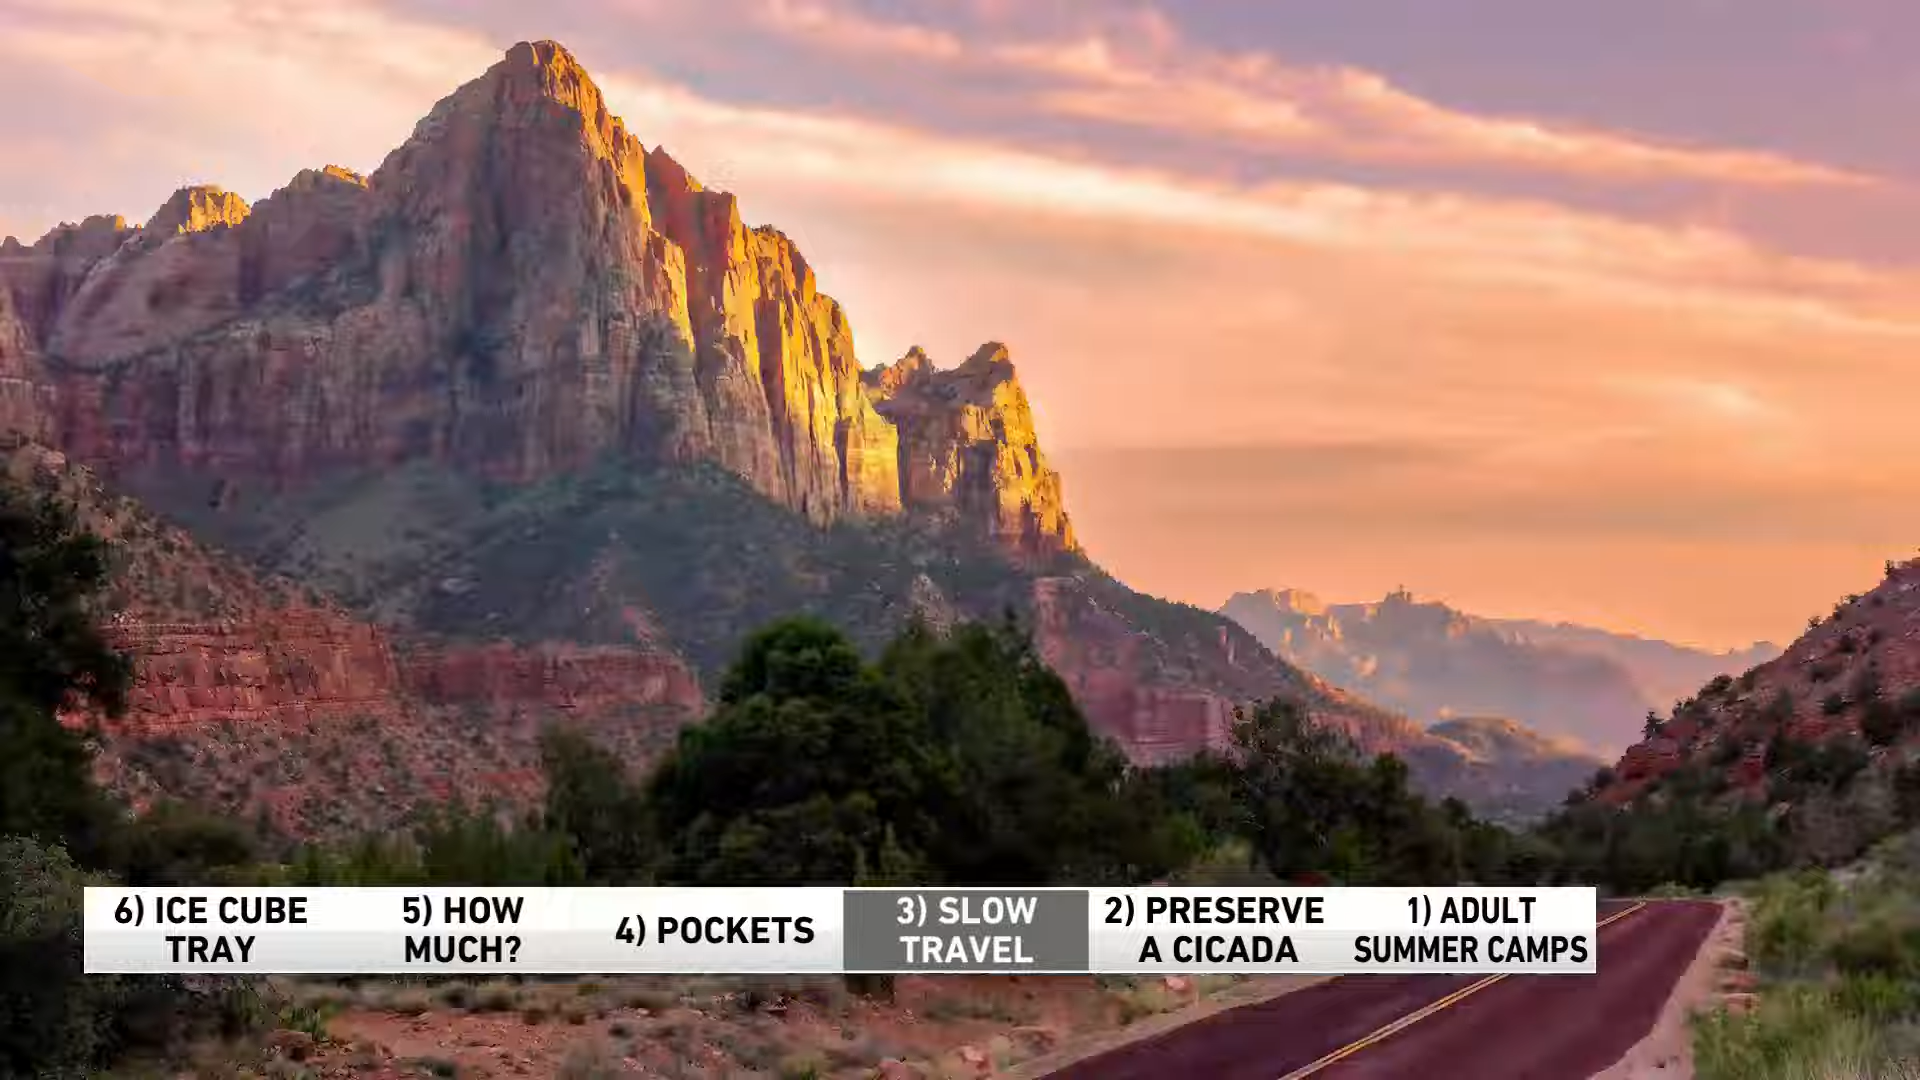 6) ICE CUBE
TRAY
5) HOW
MUCH?
4) POCKETS
3) SLOW
TRAVEL
2) PRESERVE
A CICADA
1) ADULT
SUMMER CAMPS